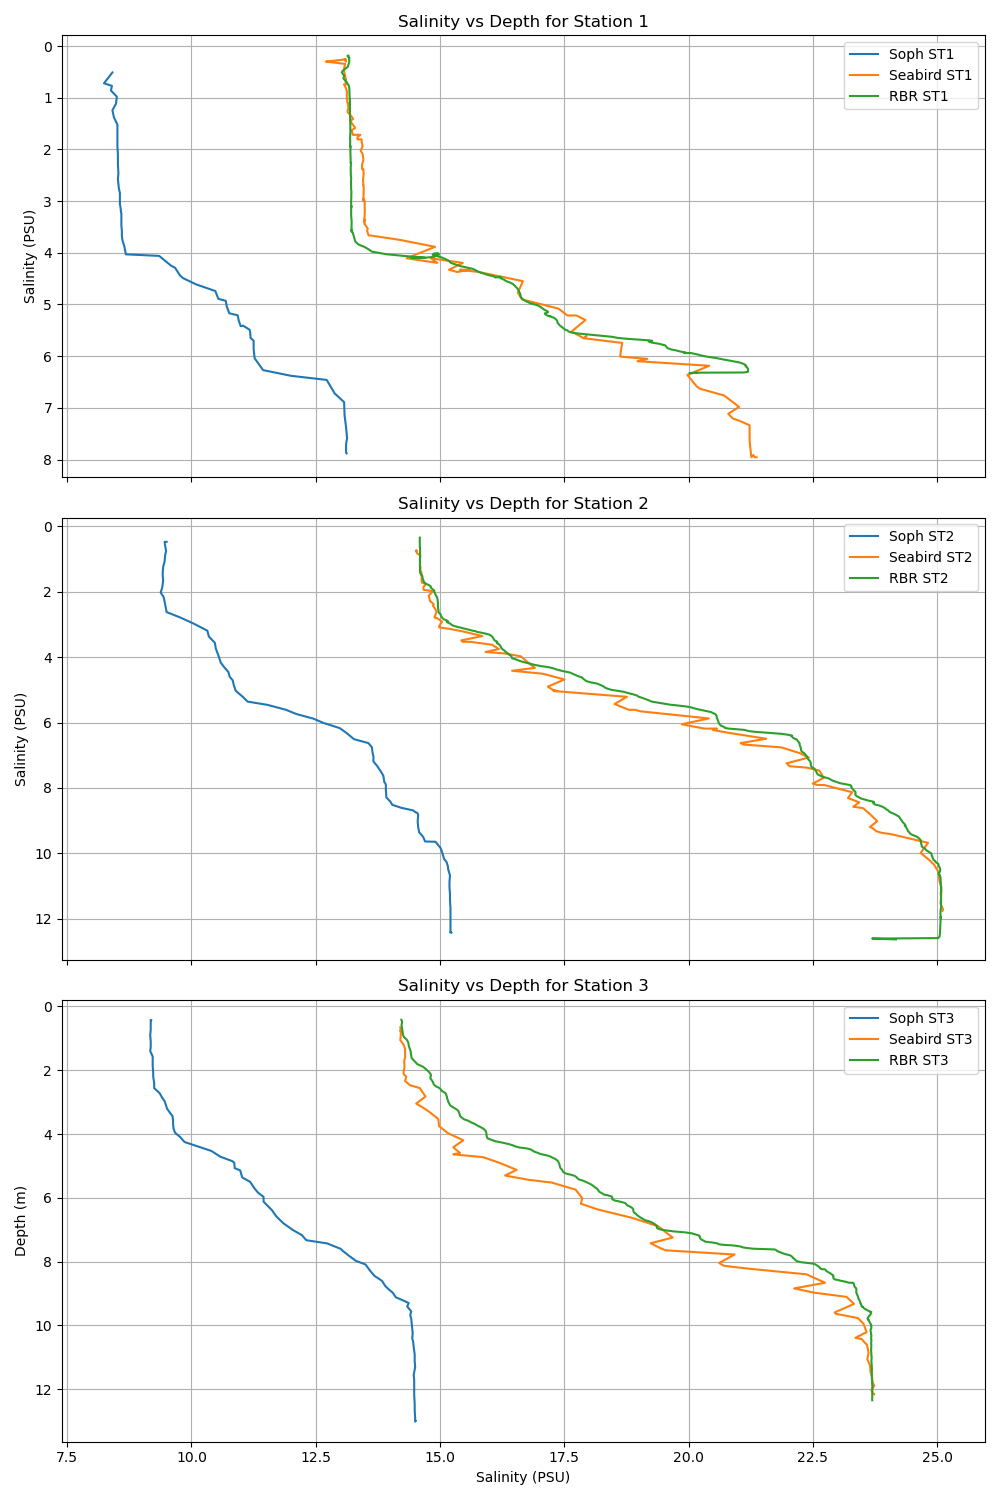 Salinity vs Depth for Station 1
Soph ST1
Seabird ST1
RBR ST1
Salinity (PSU)
0
1
2
3
4
5
6
7
8
Salinity vs Depth for Station 2
Soph ST2
Seabird ST2
RBR ST2
Salinity (PSU)
0
2
4
6
8
10
12
Salinity vs Depth for Station 3
Soph ST3
Seabird ST3
RBR ST3
Depth (m)
0
2
4
6
8
10
12
7.5 10.0 12.5 15.0 17.5 20.0 22.5 25.0
Salinity (PSU)